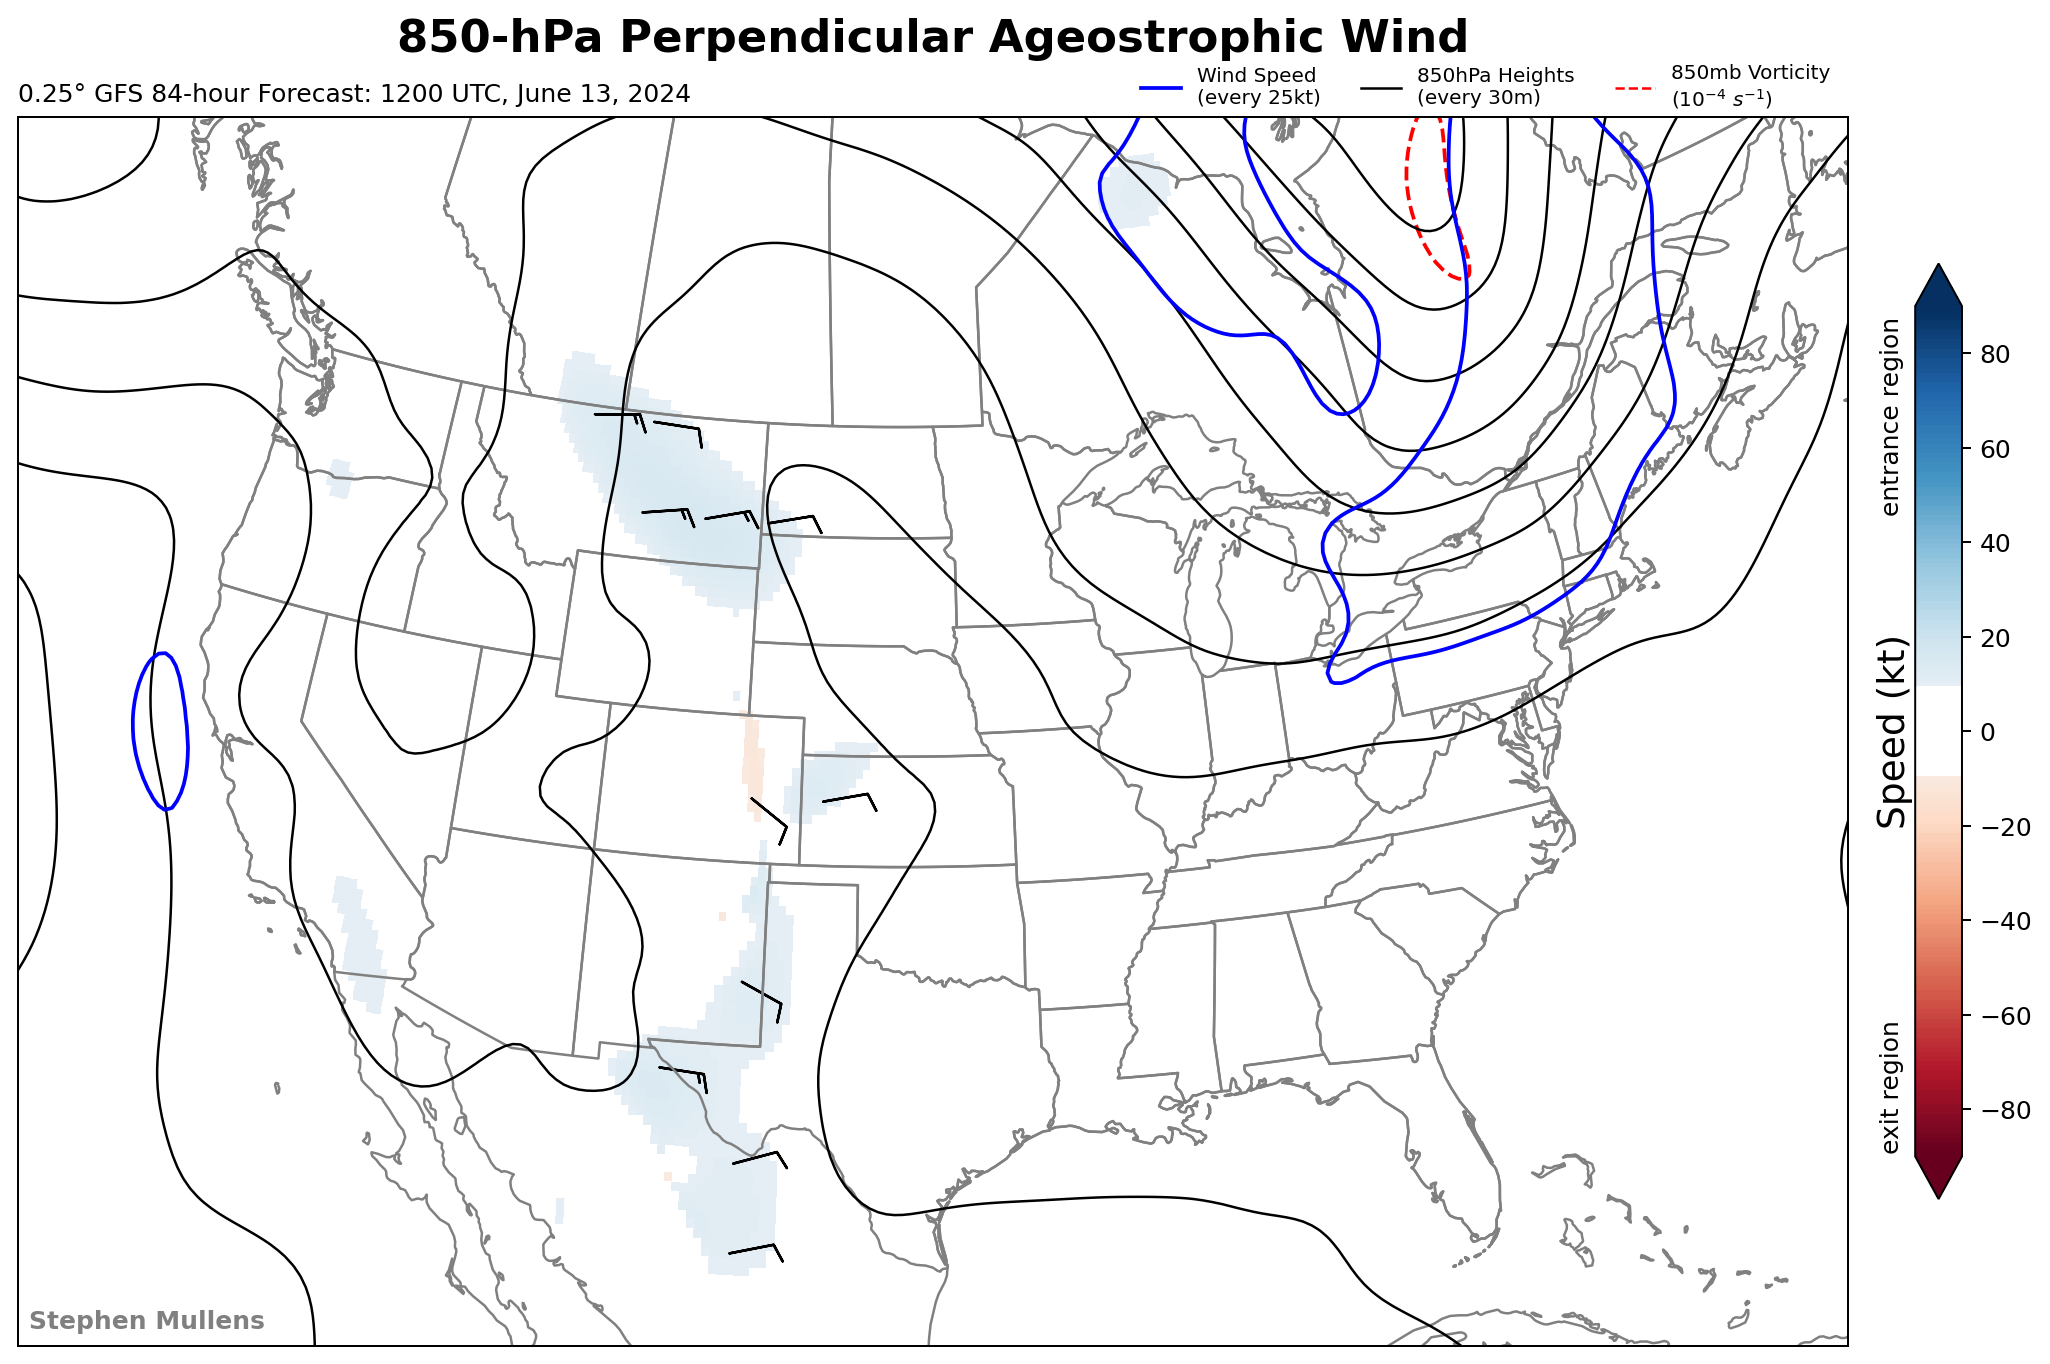 850-hPa Perpendicular Ageostrophic Wind
0.25° GFS 84-hour Forecast: 1200 UTC, June 13, 2024
Wind Speed
(every 25kt)
850hPa Heights
(every 30m)
850mb Vorticity
(10⁻⁴ s⁻¹)
entrance region
Speed (kt)
exit region
80
60
40
20
0
−20
−40
−60
−80
Stephen Mullens